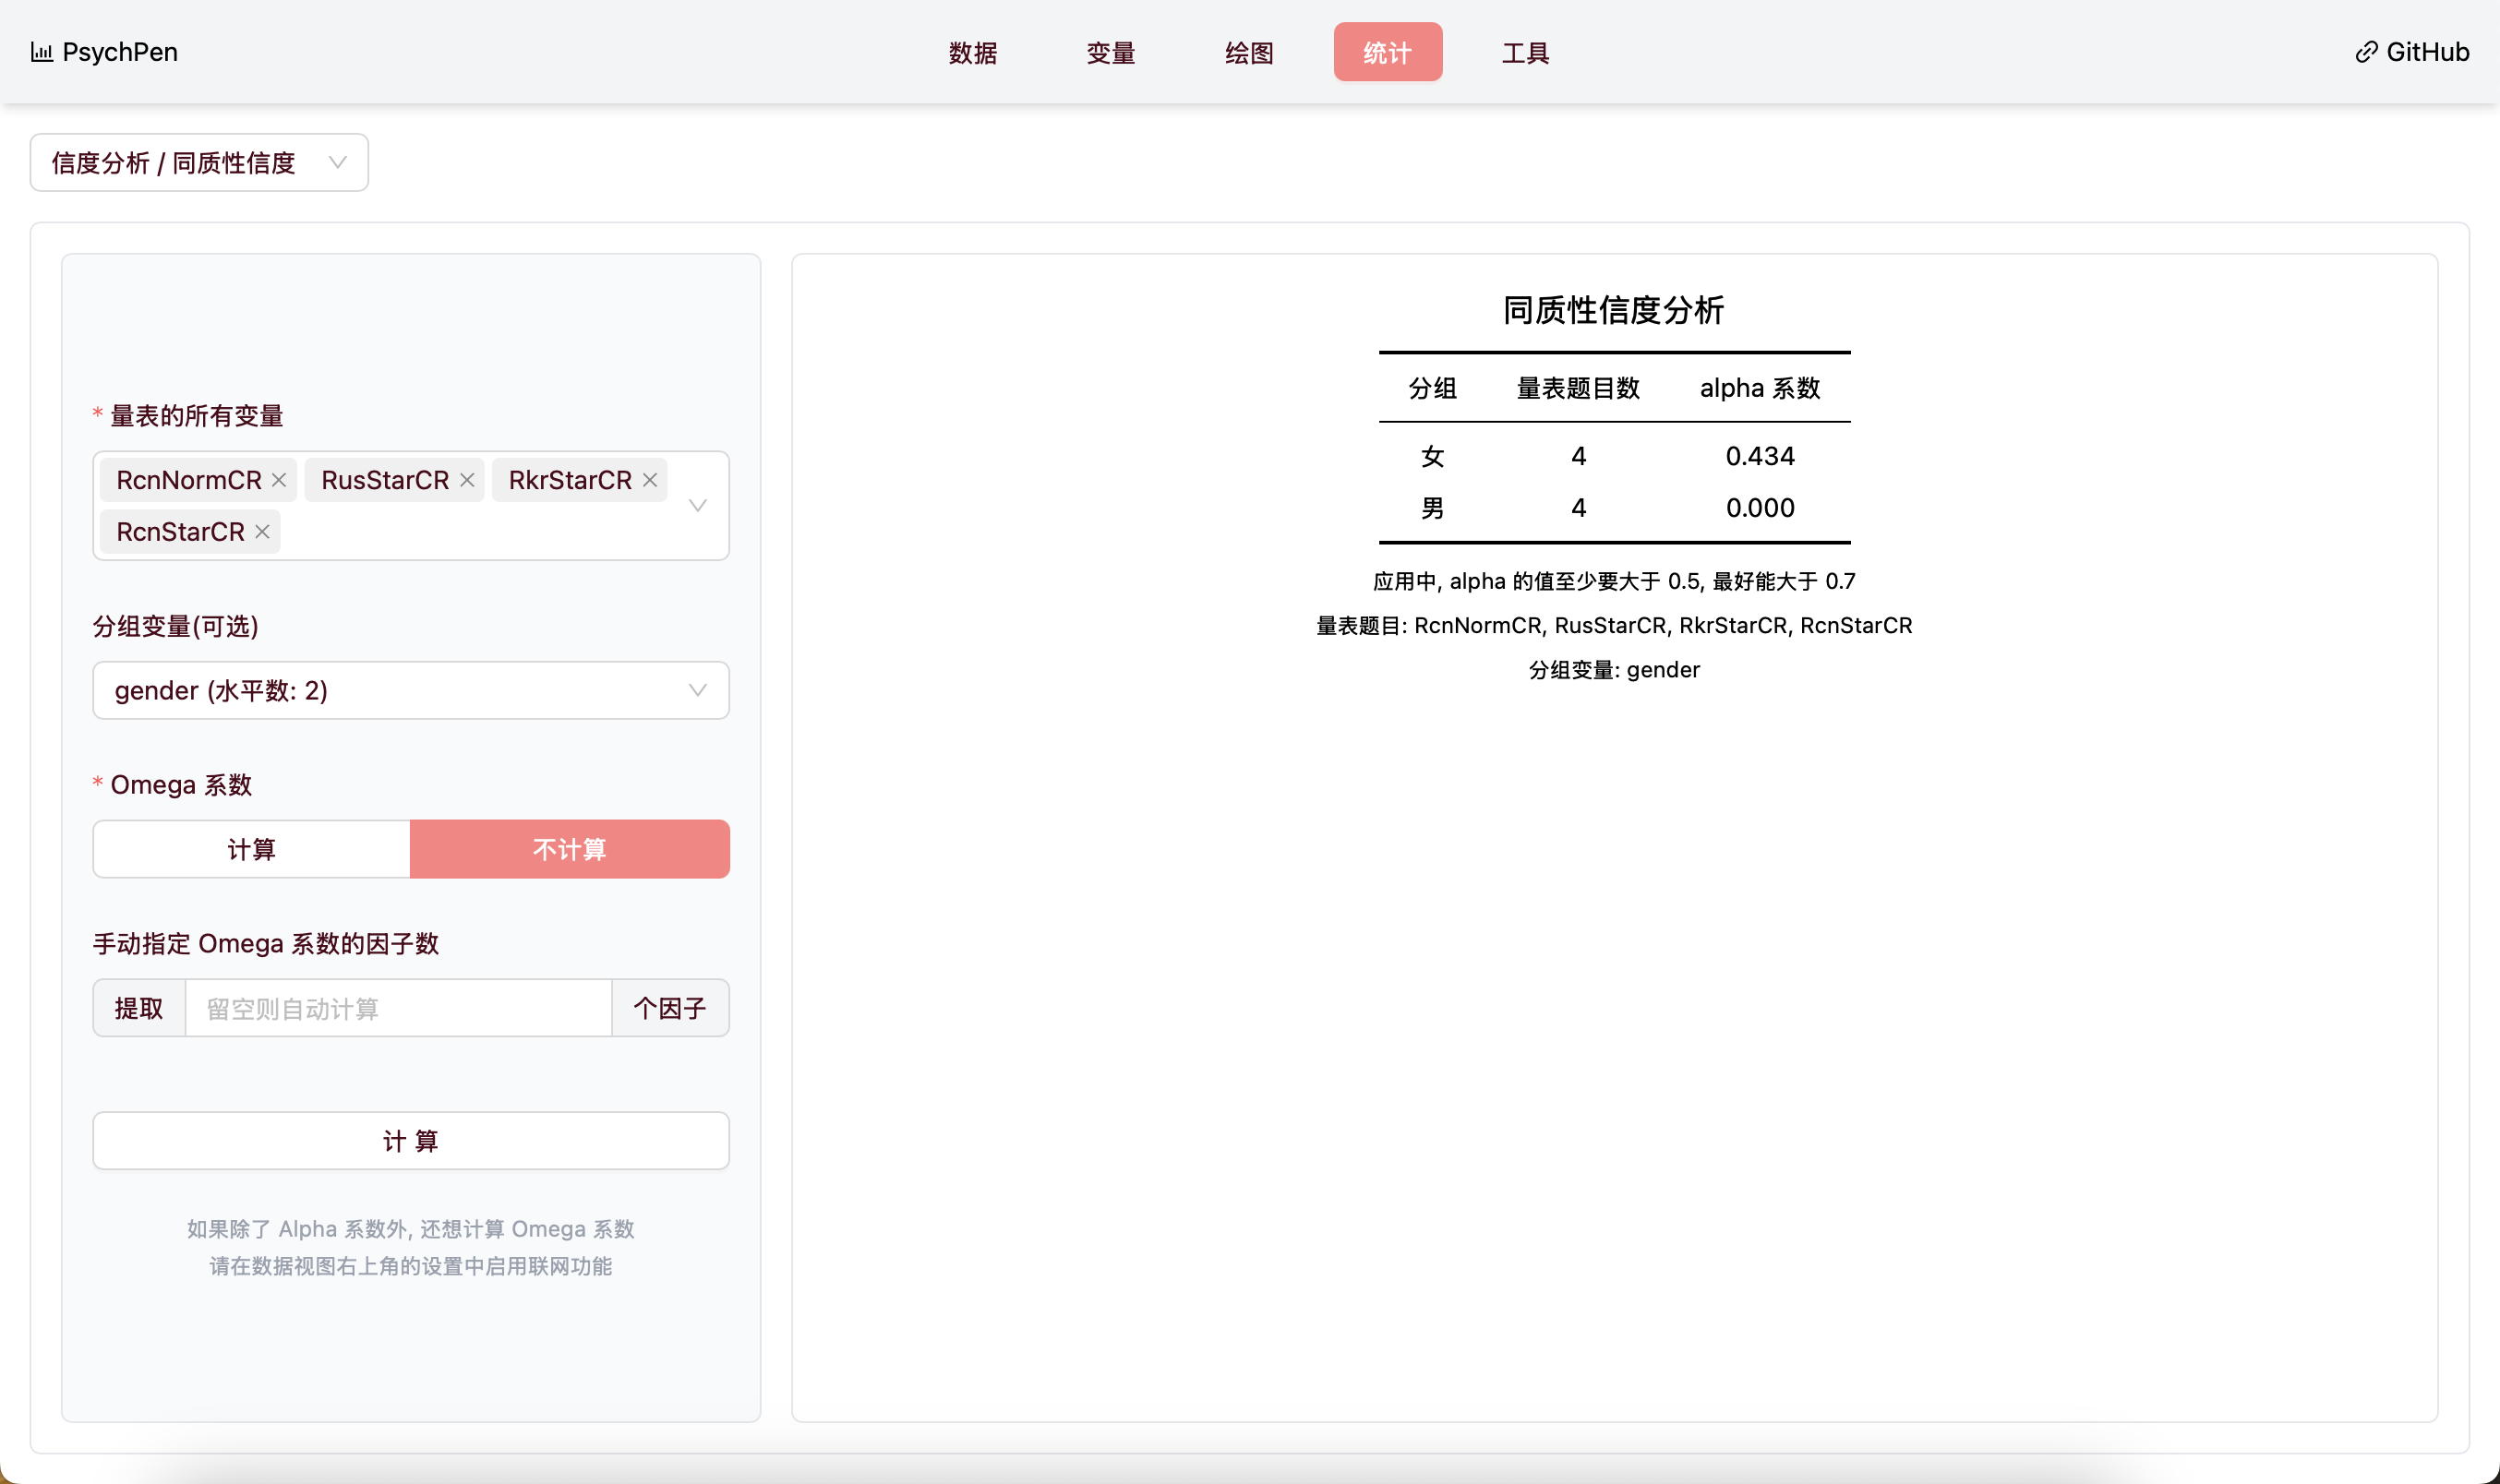 PsychPen
数据 变量 绘图 统计 工具
GitHub
信度分析 / 同质性信度
* 量表的所有变量
RcnNormCR RusStarCR RkrStarCR
RcnStarCR
分组变量(可选)
gender (水平数: 2)
* Omega 系数
计算 不计算
手动指定 Omega 系数的因子数
提取 留空则自动计算 个因子
计 算
如果除了 Alpha 系数外, 还想计算 Omega 系数
请在数据视图右上角的设置中启用联网功能
同质性信度分析
分组 量表题目数 alpha 系数
女 4 0.434
男 4 0.000
应用中, alpha 的值至少要大于 0.5, 最好能大于 0.7
量表题目: RcnNormCR, RusStarCR, RkrStarCR, RcnStarCR
分组变量: gender